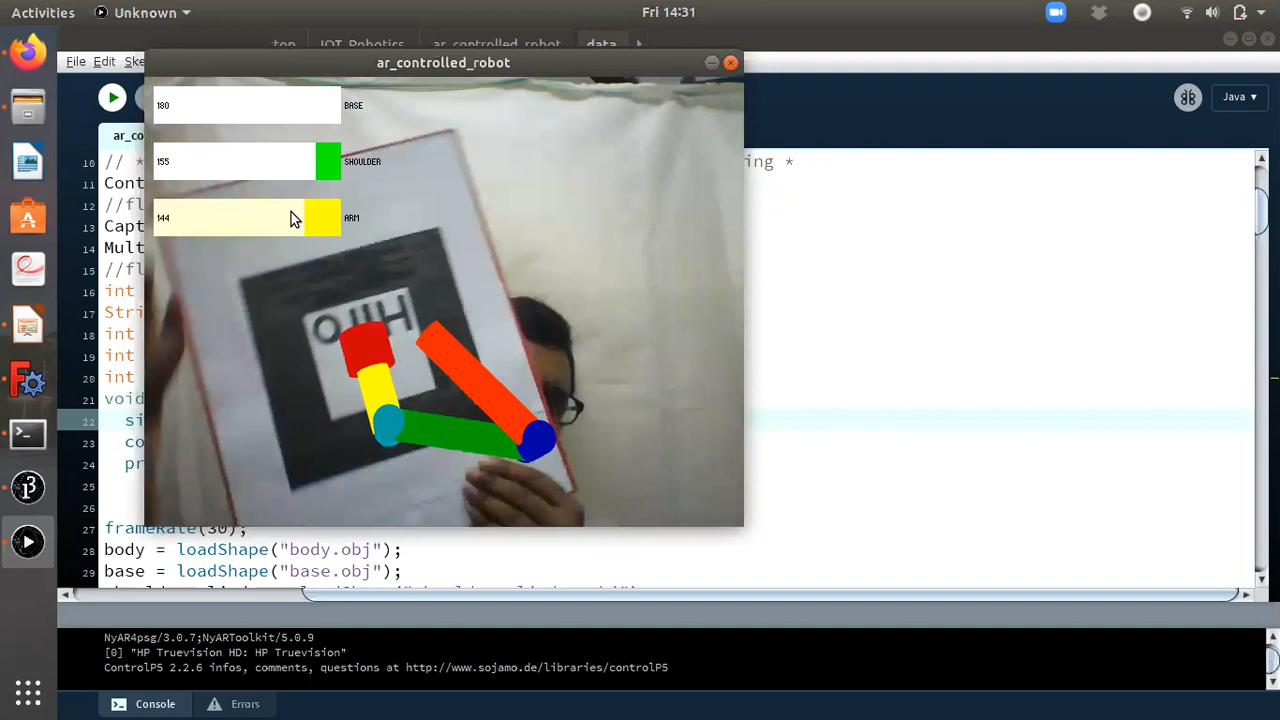 Activities
Unknown
Fri 14:31
IOT_Robotics
ar_controlled_robot
data
File Edit
ar_controlled_robot
Java
180 BASE
155 SHOULDER
144 ARM
ar_co
10 // * ing *
11 Cont
12 //fl
13 Capt
14 Mult
15 //fl
16 int
17 Stri
18 int
19 int
20 int
21 void
22 si
23 co
24 pr
25
26
27 frameRate(30);
28 body = loadShape("body.obj");
29 base = loadShape("base.obj");
NyAR4psg/3.0.7;NyARToolkit/5.0.9
[0] "HP Truevision HD: HP Truevision"
ControlP5 2.2.6 infos, comments, questions at http://www.sojamo.de/libraries/controlP5
Console
Errors